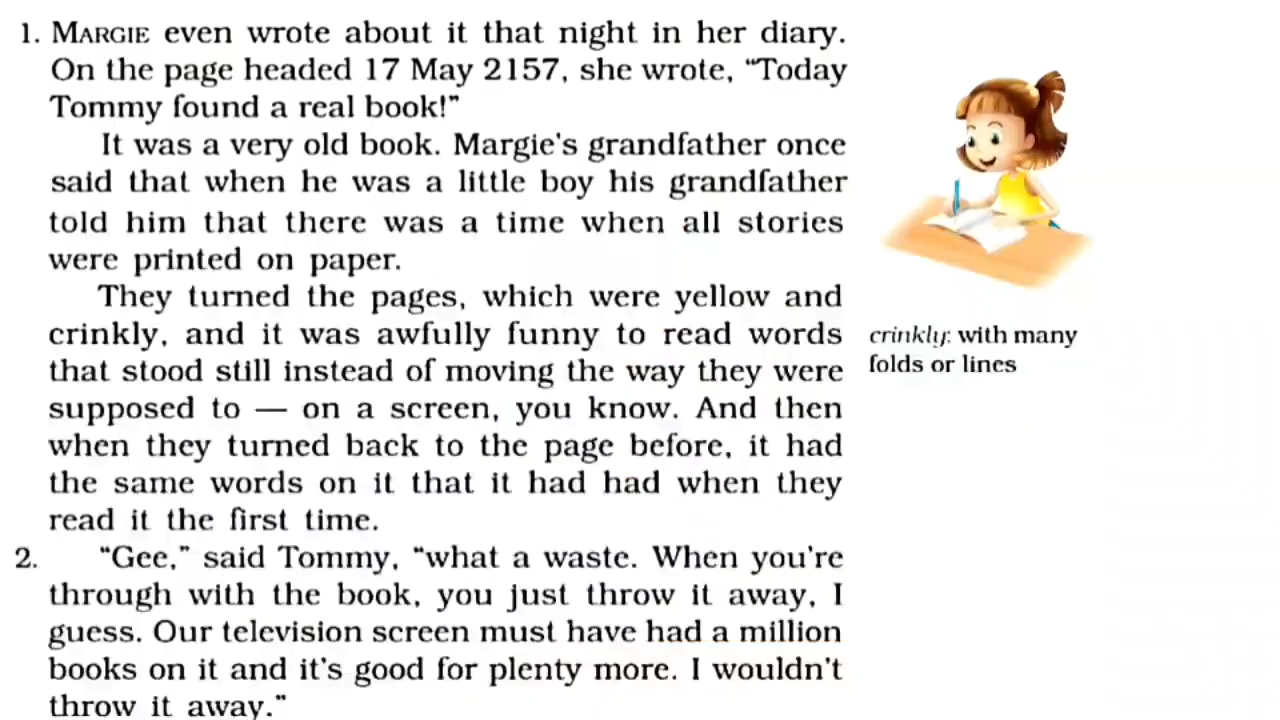 1. MARGIE even wrote about it that night in her diary.
On the page headed 17 May 2157, she wrote, “Today
Tommy found a real book!”
It was a very old book. Margie's grandfather once
said that when he was a little boy his grandfather
told him that there was a time when all stories
were printed on paper.
They turned the pages, which were yellow and
crinkly, and it was awfully funny to read words
that stood still instead of moving the way they were
supposed to — on a screen, you know. And then
when they turned back to the page before, it had
the same words on it that it had had when they
read it the first time.
crinkly: with many
folds or lines
2. “Gee,” said Tommy, “what a waste. When you're
through with the book, you just throw it away, I
guess. Our television screen must have had a million
books on it and it's good for plenty more. I wouldn't
throw it away.”